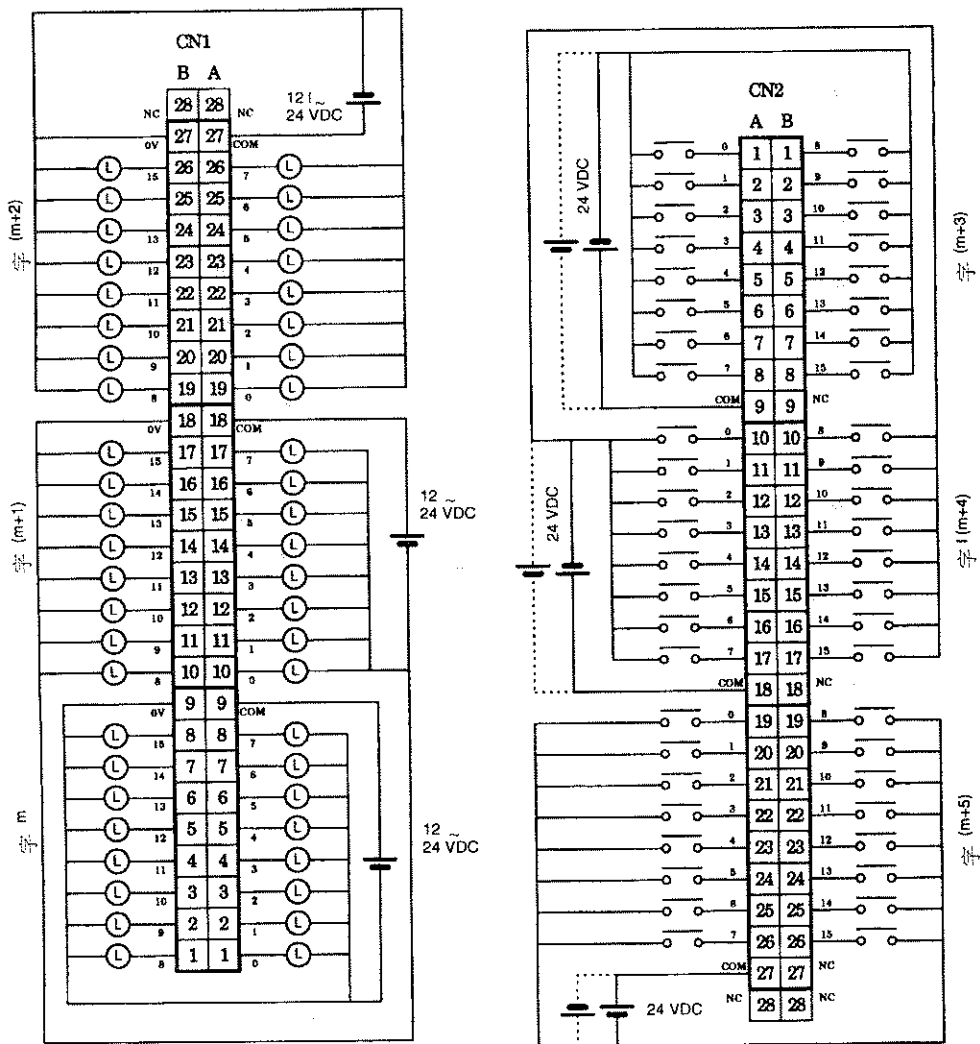 CN1
B A
NC 28 28 NC
12 ~
24 VDC
0V 27 27 COM
15 26 26 7
25 25 6
13 24 24 5
12 23 23 4
11 22 22 3
10 21 21 2
9 20 20 1
8 19 19 0
字 (m+2)
0V 18 18 COM
15 17 17 7
14 16 16 6
13 15 15 5
12 14 14 4
11 13 13 3
10 12 12 2
9 11 11 1
8 10 10 0
字 (m+1)
12 ~
24 VDC
0V 9 9 COM
15 8 8 7
14 7 7 6
13 6 6 5
12 5 5 4
11 4 4 3
10 3 3 2
9 2 2 1
8 1 1 0
字 m
12 ~
24 VDC
L L L L L L L L L L L L L L L L
L L L L L L L L L L L L L L L L
L L L L L L L L L L L L L L L L
CN2
A B
0 1 1 8
1 2 2 9
2 3 3 10
3 4 4 11
4 5 5 12
5 6 6 13
6 7 7 14
7 8 8 15
COM 9 9 NC
24 VDC
字 (m+3)
0 10 10 8
1 11 11 9
2 12 12 10
3 13 13 11
4 14 14 12
5 15 15 13
6 16 16 14
7 17 17 15
COM 18 18 NC
24 VDC
字 (m+4)
0 19 19 8
1 20 20 9
2 21 21 10
3 22 22 11
4 23 23 12
5 24 24 13
6 25 25 14
7 26 26 15
COM 27 27 NC
NC 28 28 NC
24 VDC
字 (m+5)